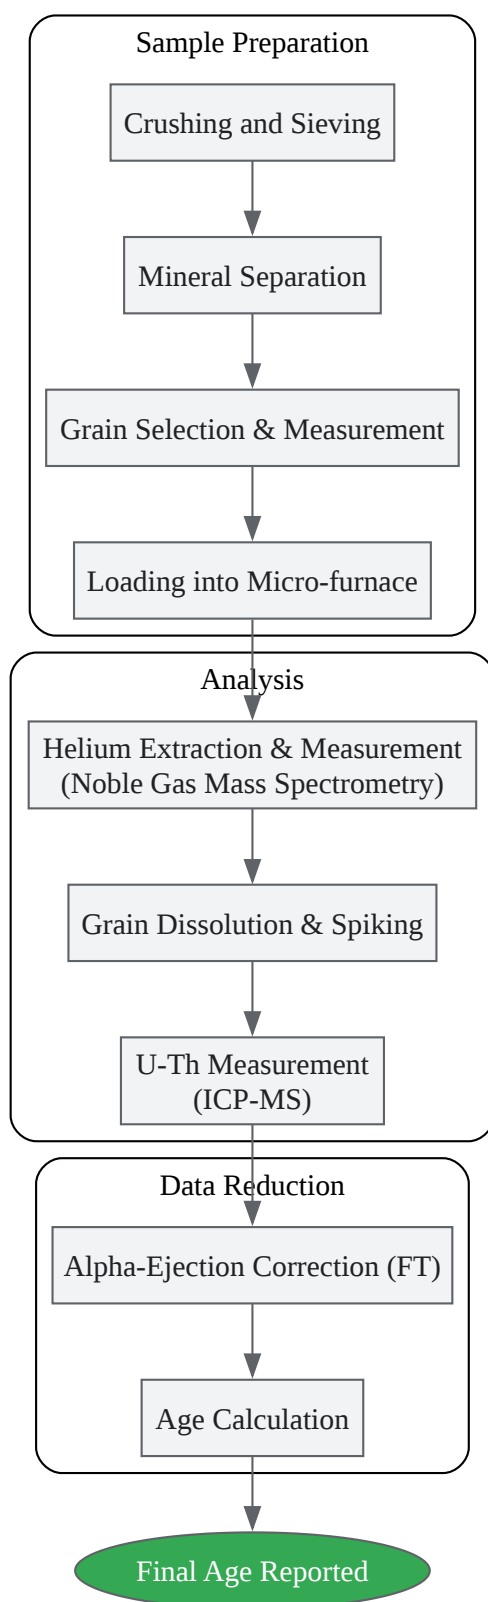 Sample Preparation
Crushing and Sieving
Mineral Separation
Grain Selection & Measurement
Loading into Micro-furnace
Analysis
Helium Extraction & Measurement
(Noble Gas Mass Spectrometry)
Grain Dissolution & Spiking
U-Th Measurement
(ICP-MS)
Data Reduction
Alpha-Ejection Correction (FT)
Age Calculation
Final Age Reported